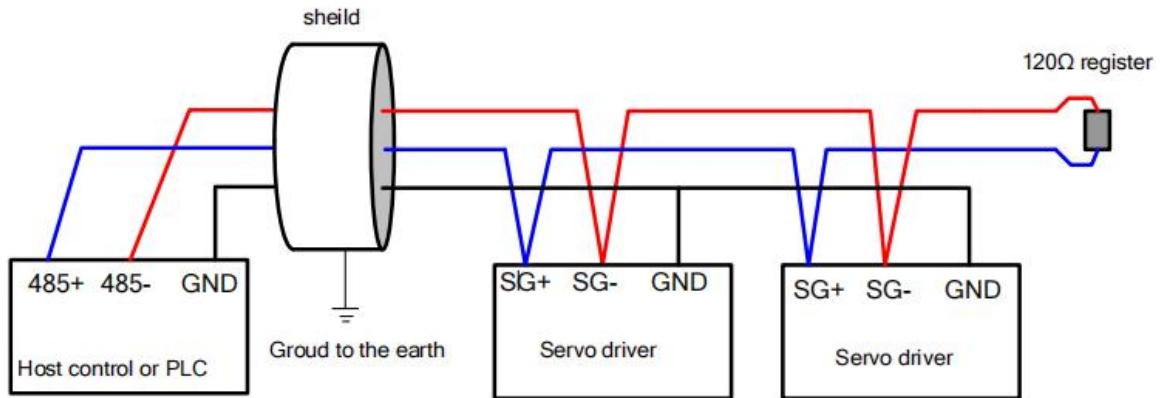 sheild
120Ω register
485+ 485- GND
Host control or PLC
Groud to the earth
SG+ SG- GND
Servo driver
SG+ SG- GND
Servo driver